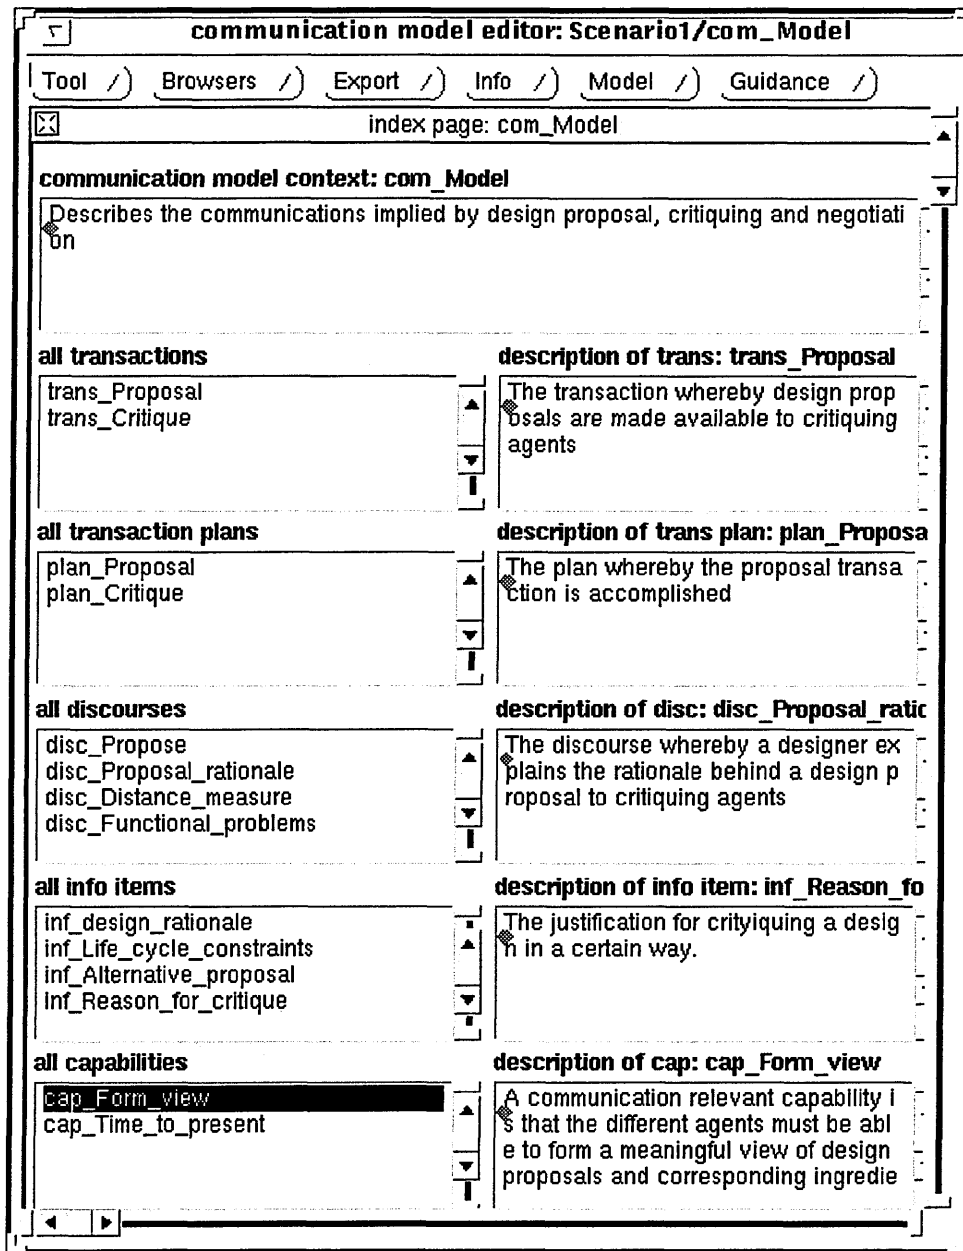 communication model editor: Scenario1/com_Model
Tool Browsers Export Info Model Guidance
index page: com_Model
communication model context: com_Model
Describes the communications implied by design proposal, critiquing and negotiati
on
all transactions
trans_Proposal
trans_Critique
description of trans: trans_Proposal
The transaction whereby design prop
osals are made available to critiquing
agents
all transaction plans
plan_Proposal
plan_Critique
description of trans plan: plan_Proposa
The plan whereby the proposal transa
ction is accomplished
all discourses
disc_Propose
disc_Proposal_rationale
disc_Distance_measure
disc_Functional_problems
description of disc: disc_Proposal_ratio
The discourse whereby a designer ex
plains the rationale behind a design p
roposal to critiquing agents
all info items
inf_design_rationale
inf_Life_cycle_constraints
inf_Alternative_proposal
inf_Reason_for_critique
description of info item: inf_Reason_fo
The justification for crityiquing a desig
n in a certain way.
all capabilities
cap_Form_view
cap_Time_to_present
description of cap: cap_Form_view
A communication relevant capability i
s that the different agents must be abl
e to form a meaningful view of design
proposals and corresponding ingredie